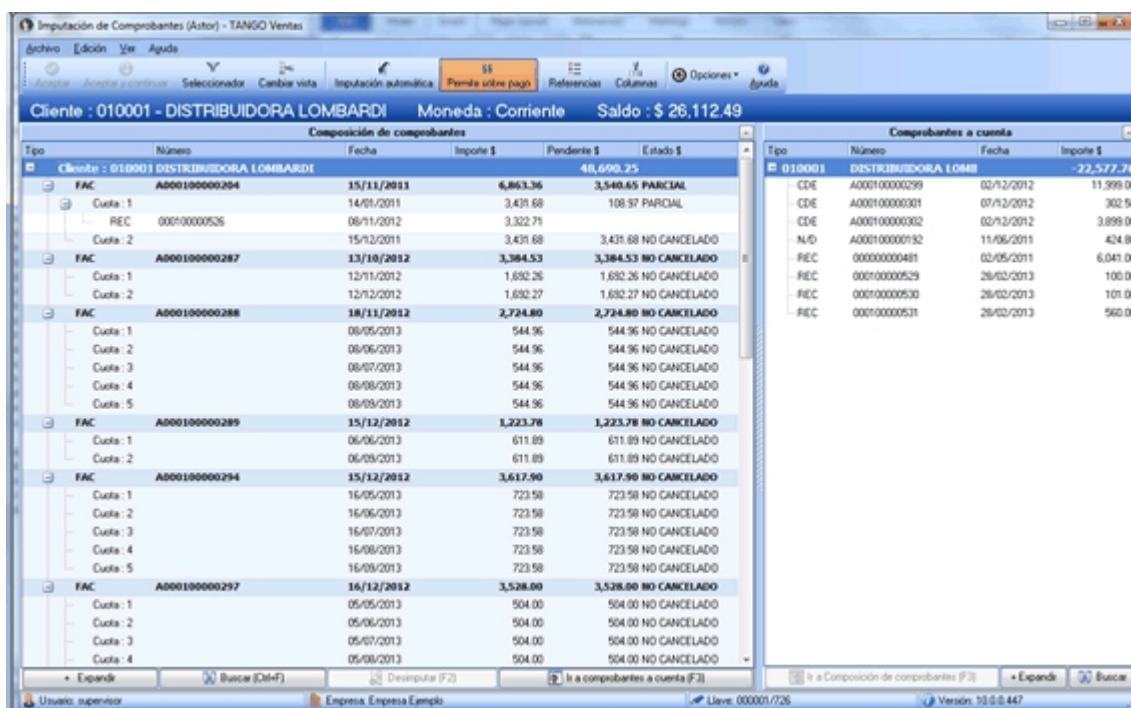 Imputación de Comprobantes (Astor) - TANGO Ventas
Archivo Edición Ver Ayuda
Aceptar Aceptar y continuar Seleccionador Cambiar vista Imputación automática Permite sobre pago Referencias Columnas Opciones Ayuda
Cliente : 010001 - DISTRIBUIDORA LOMBARDI Moneda : Corriente Saldo : $ 26,112.49
Composición de comprobantes
Tipo Número Fecha Importe $ Pendiente $ Estado $
Cliente : 010001 DISTRIBUIDORA LOMBARDI 48,690.25
FAC A000100000204 15/11/2011 6,863.36 3,540.65 PARCIAL
Cuota : 1 14/01/2011 3,431.68 108.97 PARCIAL
REC 000100000526 08/11/2012 3,322.71
Cuota : 2 15/12/2011 3,431.68 3,431.68 NO CANCELADO
FAC A000100000287 13/10/2012 3,384.53 3,384.53 NO CANCELADO
Cuota : 1 12/11/2012 1,692.26 1,692.26 NO CANCELADO
Cuota : 2 12/12/2012 1,692.27 1,692.27 NO CANCELADO
FAC A000100000288 18/11/2012 2,724.80 2,724.80 NO CANCELADO
Cuota : 1 08/05/2013 544.96 544.96 NO CANCELADO
Cuota : 2 08/06/2013 544.96 544.96 NO CANCELADO
Cuota : 3 08/07/2013 544.96 544.96 NO CANCELADO
Cuota : 4 08/08/2013 544.96 544.96 NO CANCELADO
Cuota : 5 08/09/2013 544.96 544.96 NO CANCELADO
FAC A000100000289 15/12/2012 1,223.78 1,223.78 NO CANCELADO
Cuota : 1 06/06/2013 611.89 611.89 NO CANCELADO
Cuota : 2 06/09/2013 611.89 611.89 NO CANCELADO
FAC A000100000294 15/12/2012 3,617.90 3,617.90 NO CANCELADO
Cuota : 1 16/05/2013 723.58 723.58 NO CANCELADO
Cuota : 2 16/06/2013 723.58 723.58 NO CANCELADO
Cuota : 3 16/07/2013 723.58 723.58 NO CANCELADO
Cuota : 4 16/08/2013 723.58 723.58 NO CANCELADO
Cuota : 5 16/09/2013 723.58 723.58 NO CANCELADO
FAC A000100000297 16/12/2012 3,528.00 3,528.00 NO CANCELADO
Cuota : 1 05/05/2013 504.00 504.00 NO CANCELADO
Cuota : 2 05/06/2013 504.00 504.00 NO CANCELADO
Cuota : 3 05/07/2013 504.00 504.00 NO CANCELADO
Cuota : 4 05/08/2013 504.00 504.00 NO CANCELADO
+ Expandir Buscar (Ctrl+F) Desimputar (F2) Ir a comprobantes a cuenta (F3)
Comprobantes a cuenta
Tipo Número Fecha Importe $
010001 DISTRIBUIDORA LOMB -22,577.76
CDE A000100000299 02/12/2012 11,999.0
CDE A000100000301 07/12/2012 302.50
CDE A000100000302 02/12/2012 3,899.0
N/D A000100000192 11/06/2011 424.8
REC 000000000481 02/05/2011 6,041.0
REC 000100000529 28/02/2013 100.0
REC 000100000530 28/02/2013 101.0
REC 000100000531 28/02/2013 560.0
Ir a Composición de comprobantes (F3) + Expandir Buscar
Usuario: supervisor Empresa: Empresa Ejemplo Llave: 000001/726 Versión: 10.0.0.447